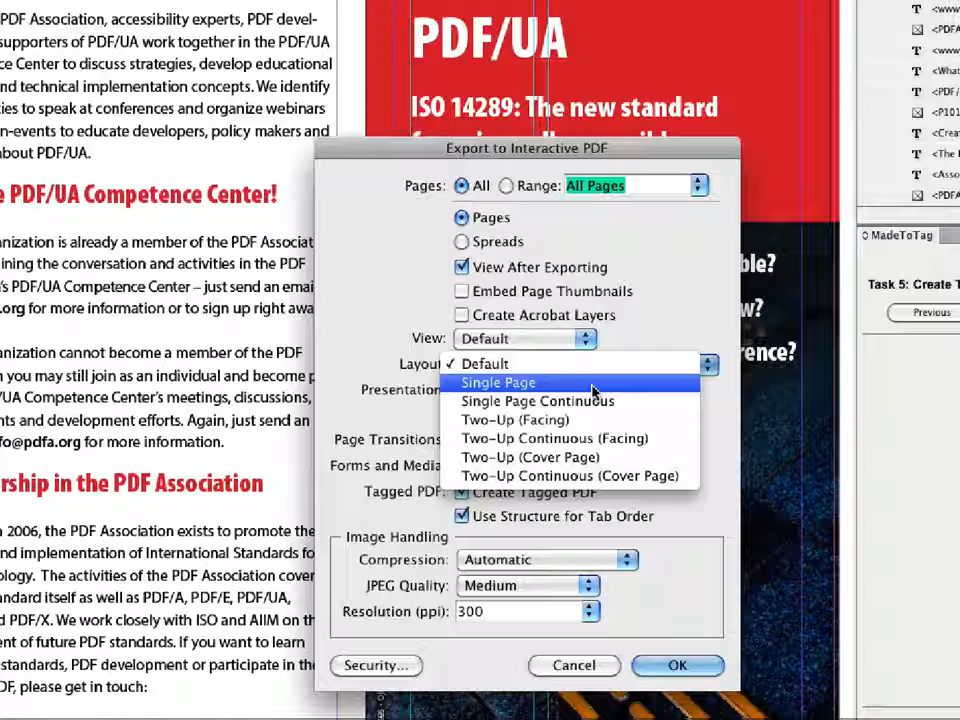 PDF Association, accessibility experts, PDF devel-
supporters of PDF/UA work together in the PDF/UA
ce Center to discuss strategies, develop educational
nd technical implementation concepts. We identify
ies to speak at conferences and organize webinars
n-events to educate developers, policy makers and
about PDF/UA.
e PDF/UA Competence Center!
anization is already a member of the PDF Associat
ining the conversation and activities in the PDF
's PDF/UA Competence Center – just send an emai
.org for more information or to sign up right awa
anization cannot become a member of the PDF
n you may still join as an individual and become p
/UA Competence Center's meetings, discussions,
nts and development efforts. Again, just send an
fo@pdfa.org for more information.
rship in the PDF Association
n 2006, the PDF Association exists to promote the
and implementation of International Standards fo
ology. The activities of the PDF Association cover
andard itself as well as PDF/A, PDF/E, PDF/UA,
d PDF/X. We work closely with ISO and AIIM on th
ent of future PDF standards. If you want to learn
standards, PDF development or participate in the
DF, please get in touch:
PDF/UA
ISO 14289: The new standard
Export to Interactive PDF
Pages: All Range: All Pages
Pages
Spreads
View After Exporting
Embed Page Thumbnails
Create Acrobat Layers
View: Default
Layout ✓ Default
Single Page
Single Page Continuous
Two-Up (Facing)
Two-Up Continuous (Facing)
Two-Up (Cover Page)
Two-Up Continuous (Cover Page)
Presentation
Page Transitions
Forms and Media
Tagged PDF: Create Tagged PDF
Use Structure for Tab Order
Image Handling
Compression: Automatic
JPEG Quality: Medium
Resolution (ppi): 300
Security... Cancel OK
ble?
w?
rence?
T <www
<PDFA
T <www
T <What
T <PDF/
<P101
T <Crea
T <The
T <Asso
<PDFA
MadeToTag
Task 5: Create T
Previous